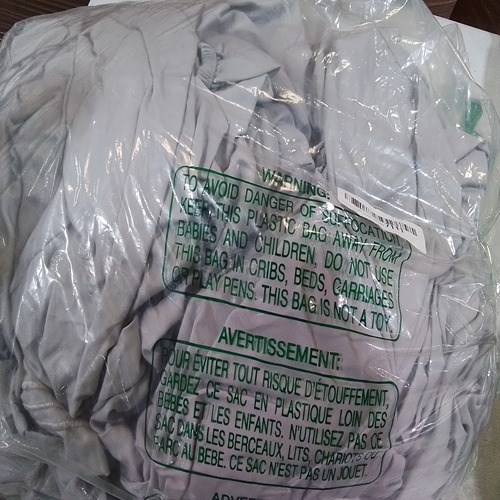 WARNING:
TO AVOID DANGER OF SUFFOCATION,
KEEP THIS PLASTIC BAG AWAY FROM
BABIES AND CHILDREN. DO NOT USE
THIS BAG IN CRIBS, BEDS, CARRIAGES
OR PLAY PENS. THIS BAG IS NOT A TOY.
AVERTISSEMENT:
POUR ÉVITER TOUT RISQUE D'ÉTOUFFEMENT,
GARDEZ CE SAC EN PLASTIQUE LOIN DES
BÉBÉS ET LES ENFANTS. N'UTILISEZ PAS CE
SAC DANS LES BERCEAUX, LITS, CHARIOTS OU
PARC AU BEBE. CE SAC N'EST PAS UN JOUET.